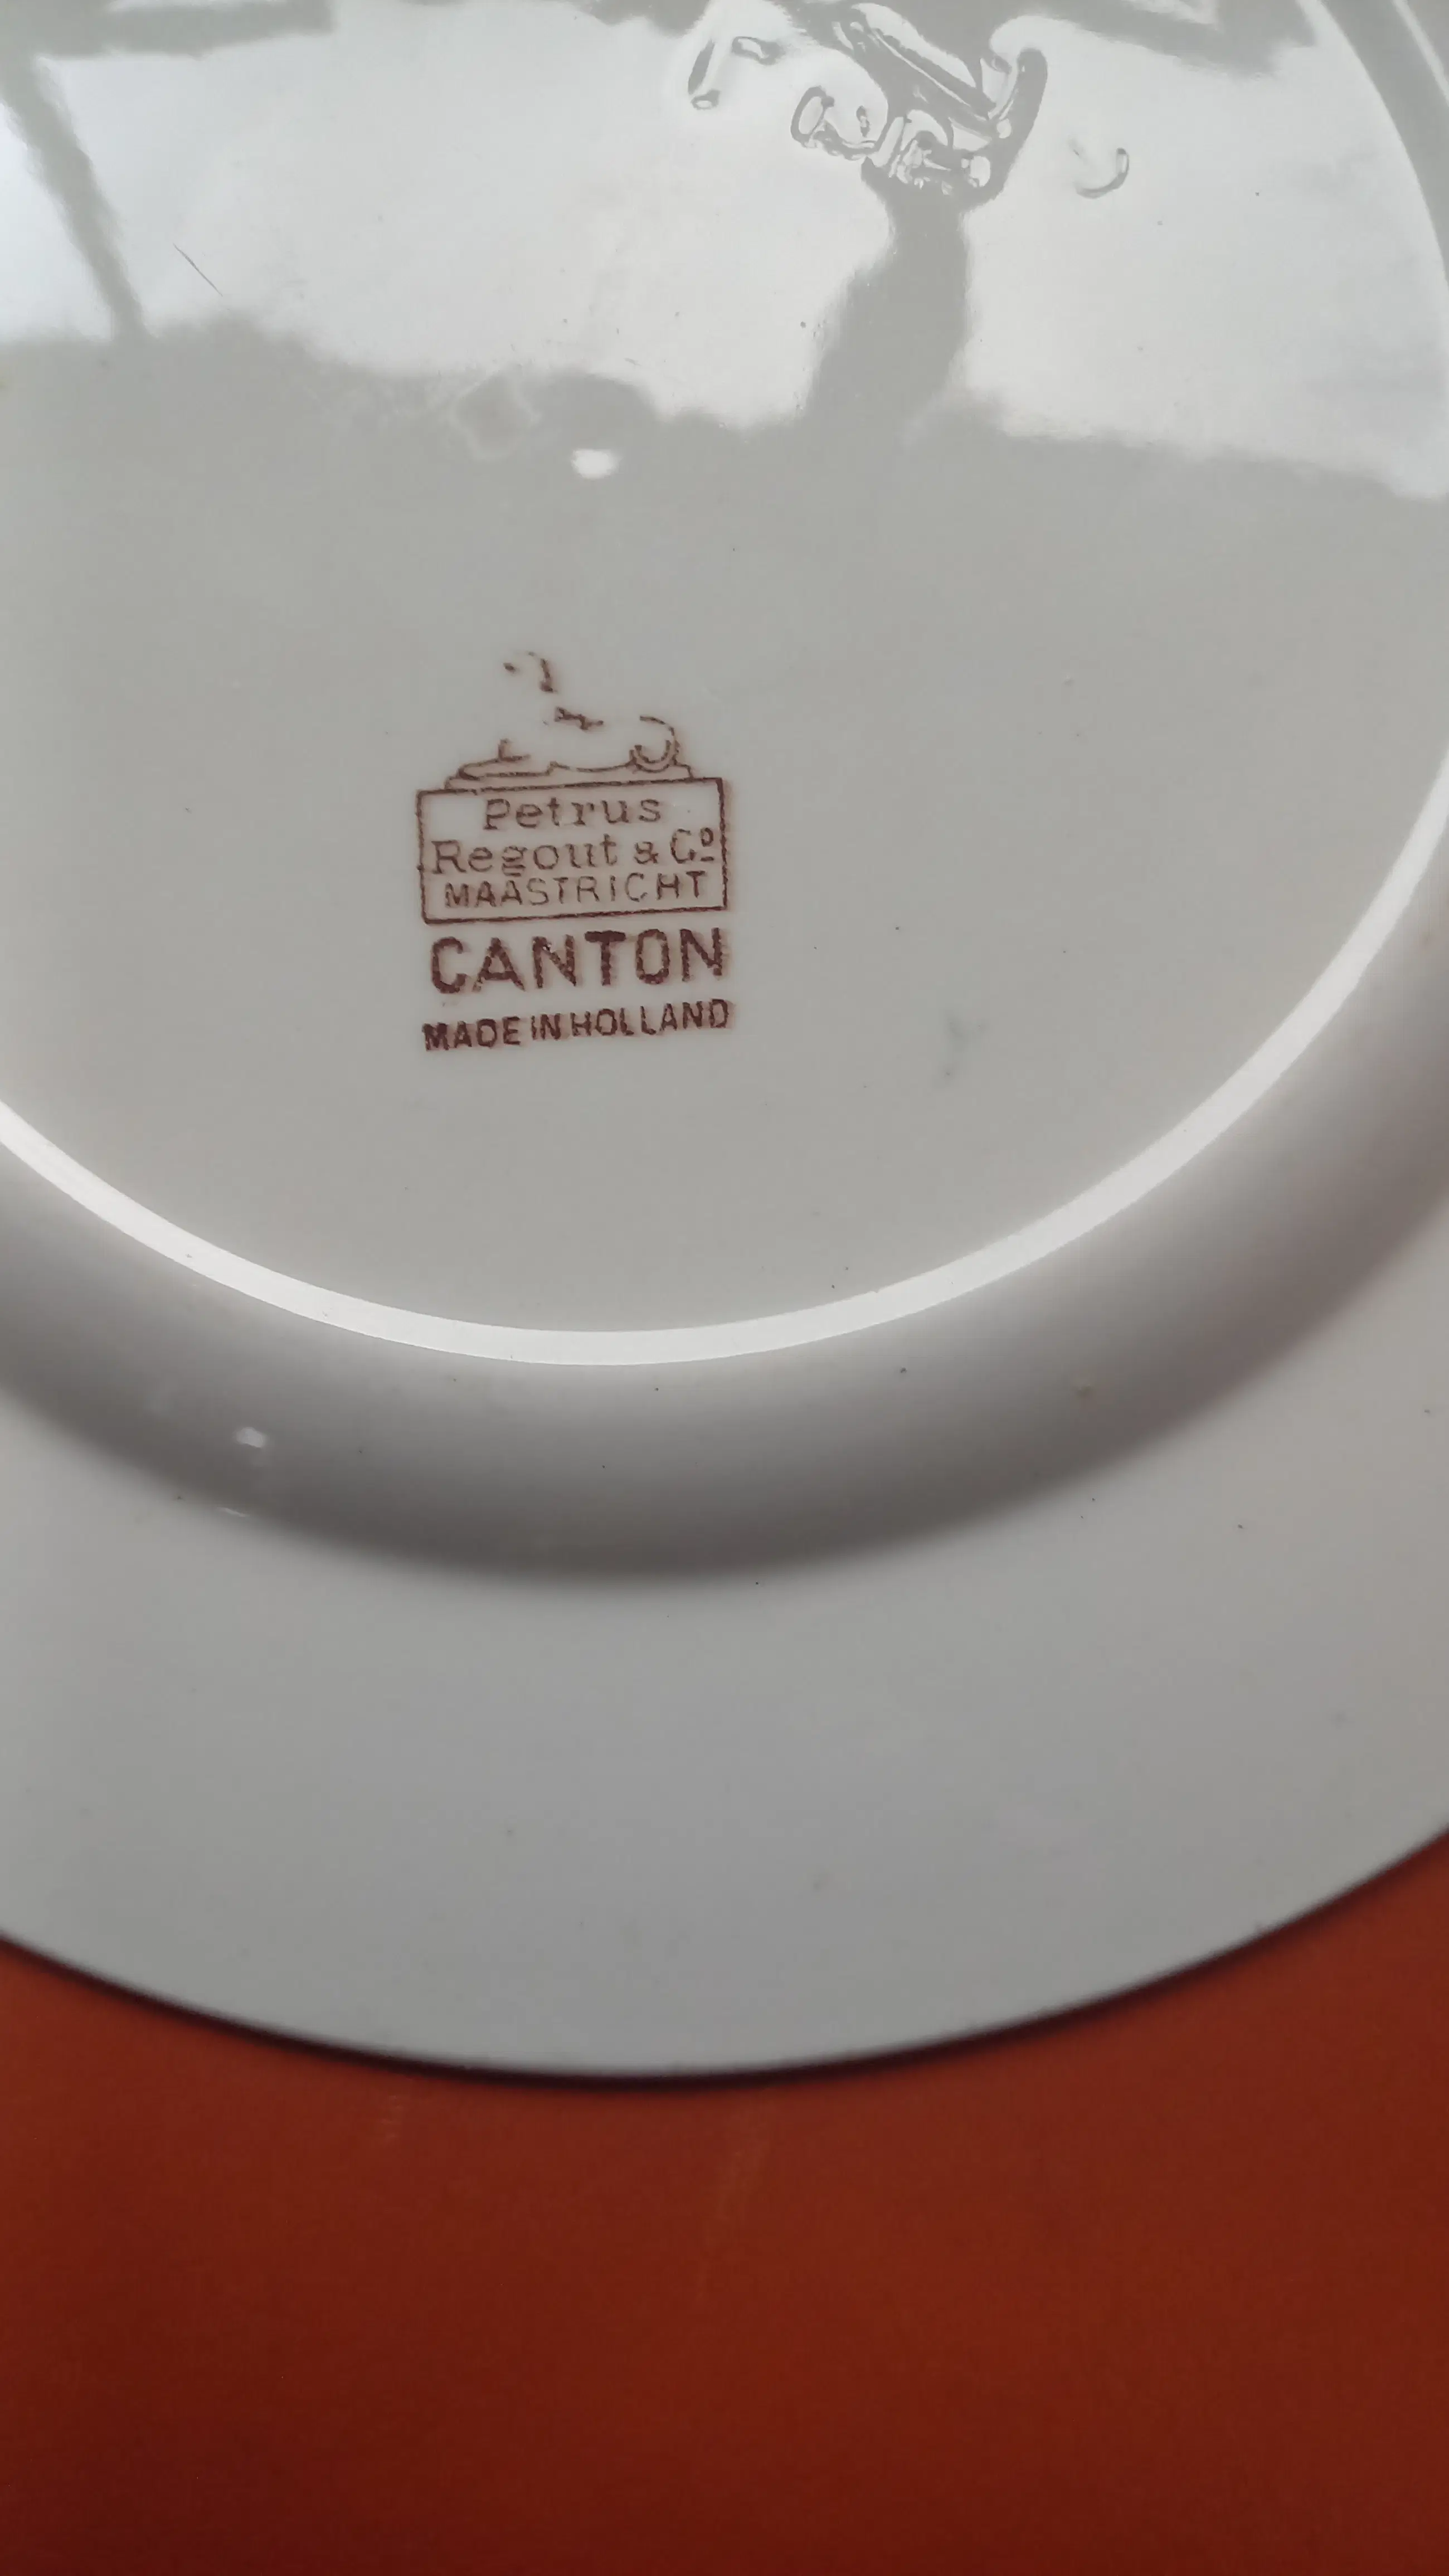 Petrus
Regout & Cº
MAASTRICHT
CANTON
MADE IN HOLLAND